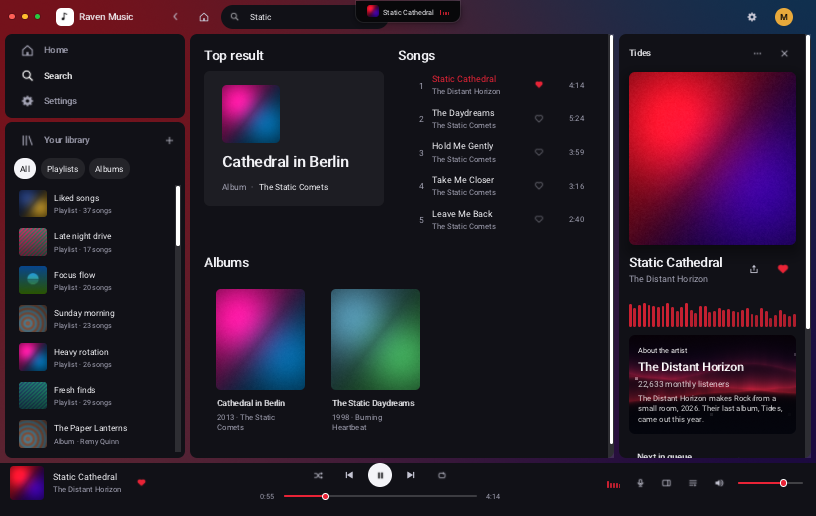 Raven Music
Static
Static Cathedral
M
Home
Search
Settings
Your library
All
Playlists
Albums
Liked songs
Playlist · 37 songs
Late night drive
Playlist · 17 songs
Focus flow
Playlist · 20 songs
Sunday morning
Playlist · 23 songs
Heavy rotation
Playlist · 26 songs
Fresh finds
Playlist · 29 songs
The Paper Lanterns
Album · Remy Quinn
Top result
Cathedral in Berlin
Album · The Static Comets
Songs
1 Static Cathedral 4:14
The Distant Horizon
2 The Daydreams 5:24
The Static Comets
3 Hold Me Gently 3:59
The Static Comets
4 Take Me Closer 3:16
The Static Comets
5 Leave Me Back 2:40
The Static Comets
Albums
Cathedral in Berlin
2013 · The Static
Comets
The Static Daydreams
1998 · Burning
Heartbeat
Tides
Static Cathedral
The Distant Horizon
About the artist
The Distant Horizon
22,633 monthly listeners
The Distant Horizon makes Rock from a
small room, 2026. Their last album, Tides,
came out this year.
Next in queue
Static Cathedral
The Distant Horizon
0:55
4:14